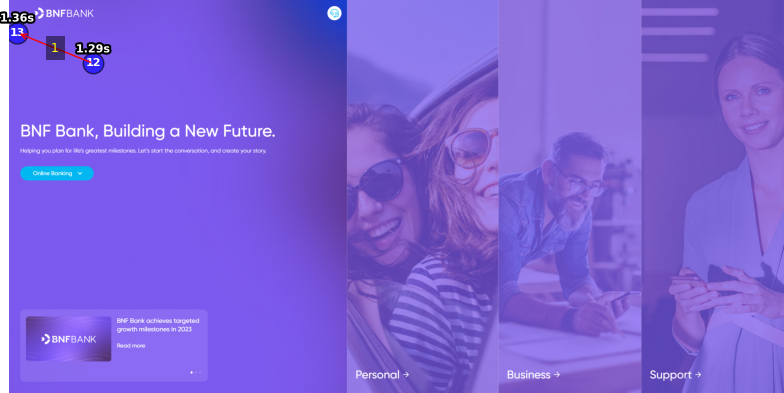 1.36s
BNFBANK
13
1
1.29s
12
BNF Bank, Building a New Future.
Helping you plan for life's greatest milestones. Let's start the conversation, and create your story.
Online Banking
BNF Bank achieves targeted
growth milestones in 2023
BNFBANK
Read more
Personal →
Business →
Support →